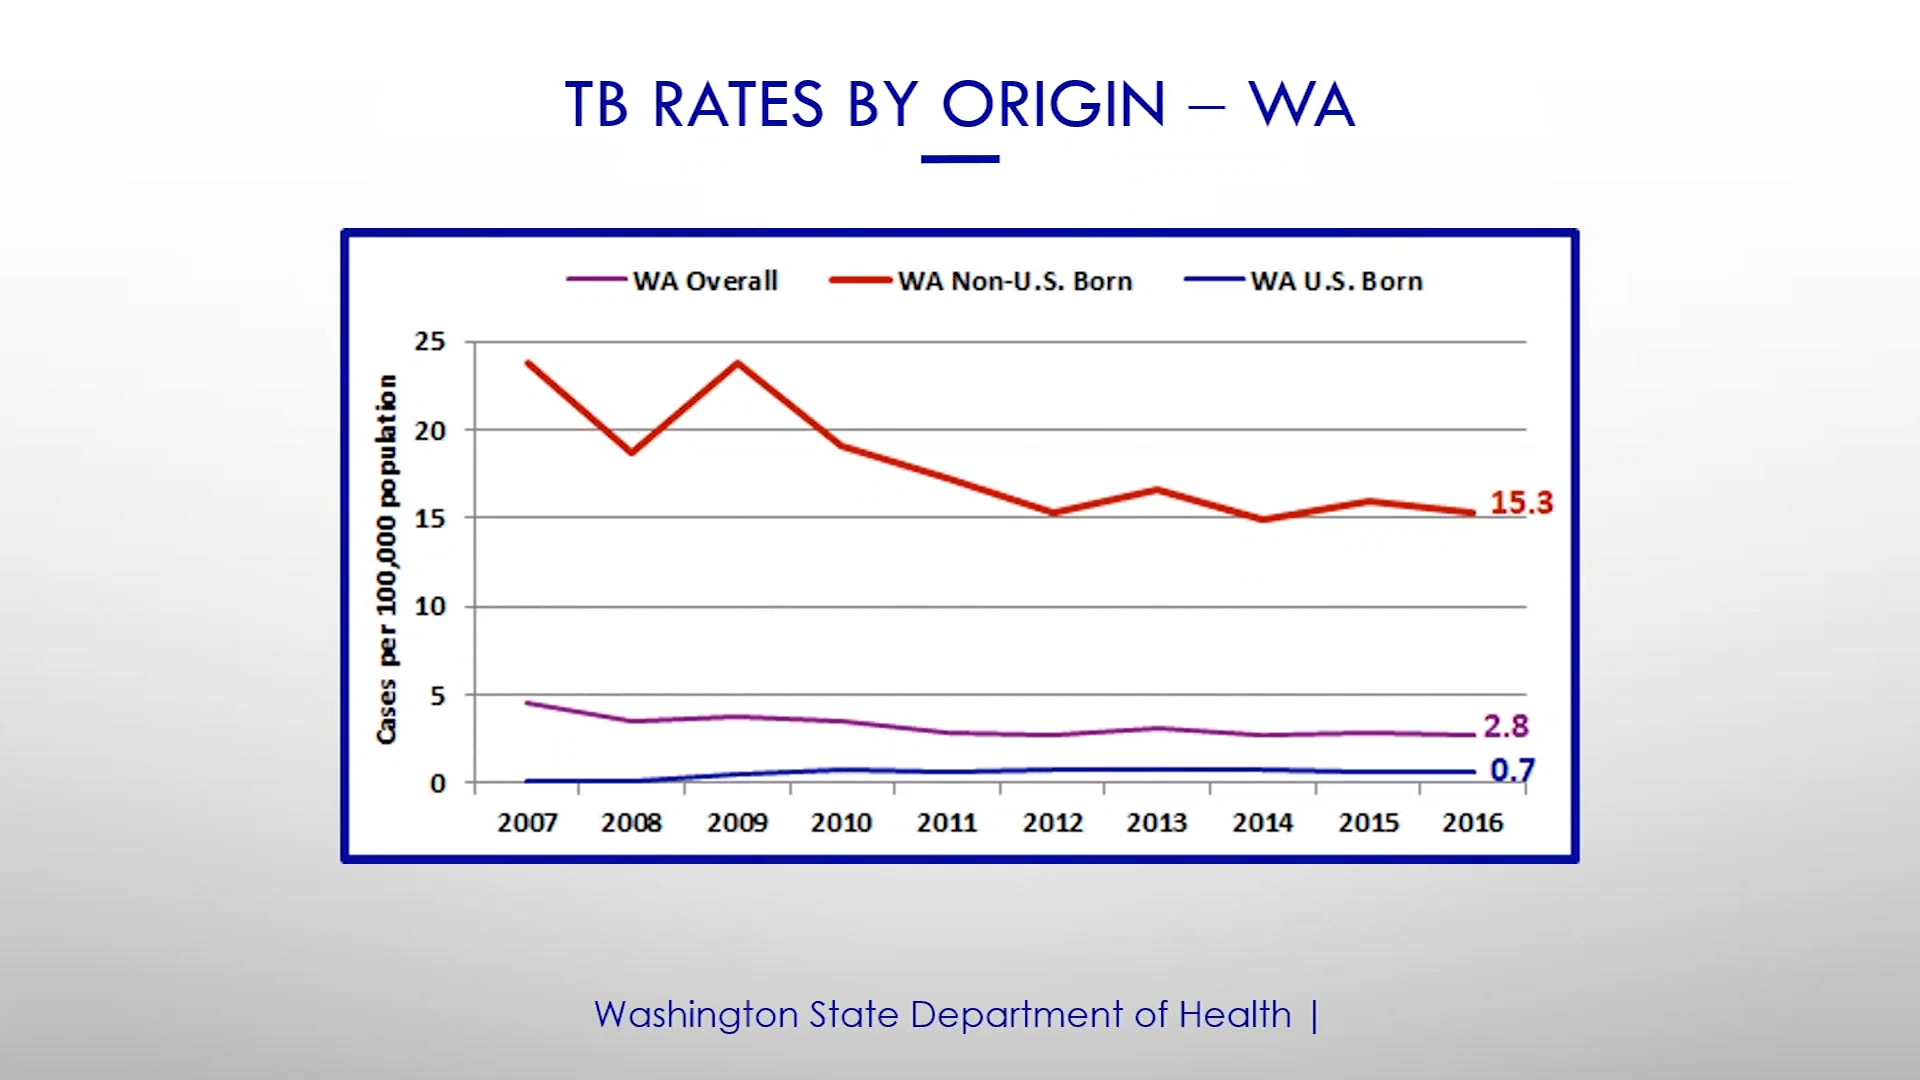 TB RATES BY ORIGIN – WA
WA Overall WA Non-U.S. Born WA U.S. Born
Cases per 100,000 population
25
20
15
10
5
0
15.3
2.8
0.7
2007 2008 2009 2010 2011 2012 2013 2014 2015 2016
Washington State Department of Health |